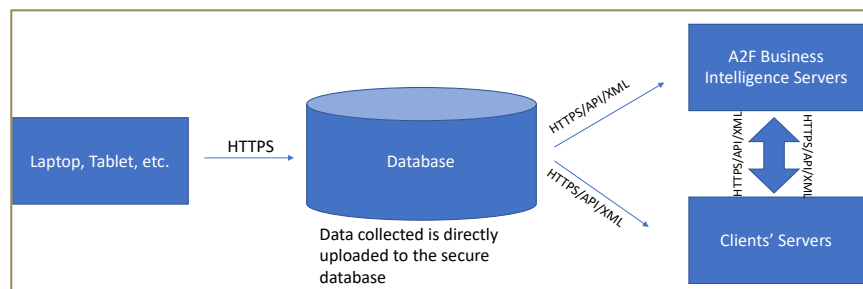 A2F Business
Intelligence Servers
HTTPS/API/XML
HTTPS/API/XML
HTTPS/API/XML
Laptop, Tablet, etc.
HTTPS
Database
HTTPS/API/XML
Clients' Servers
Data collected is directly
uploaded to the secure
database